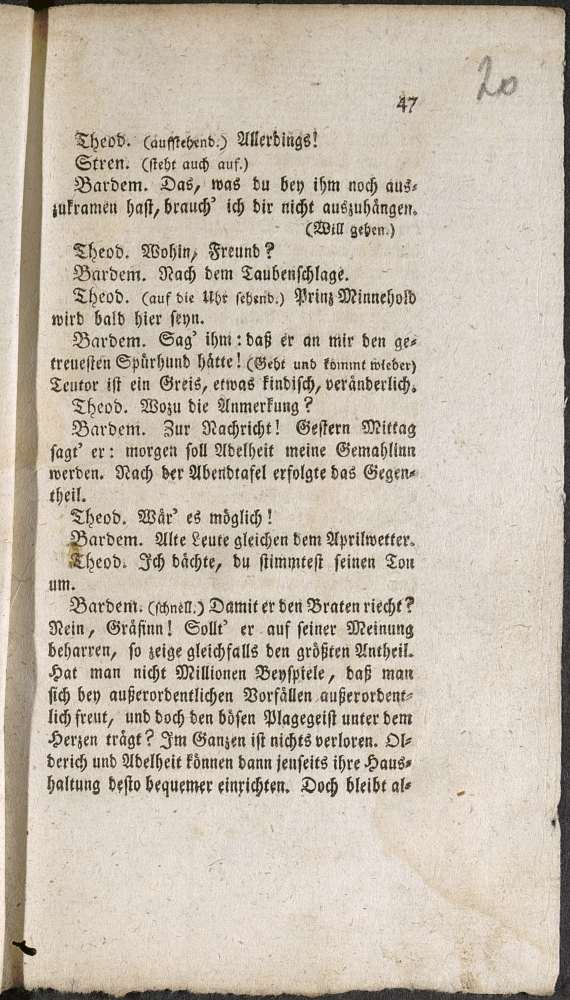 20
47
Theod. (aufstehend.) Allerdings!
Stren. (steht auch auf.)
Bardem. Das, was du bey ihm noch aus-
zukramen hast, brauch' ich dir nicht auszuhängen.
(Will gehen.)
Theod. Wohin, Freund?
Bardem. Nach dem Taubenschlage.
Theod. (auf die Uhr sehend.) Prinz Minnehold
wird bald hier seyn.
Bardem. Sag' ihm: daß er an mir den ge-
treuesten Spürhund hätte! (Geht und kommt wieder)
Teutor ist ein Greis, etwas kindisch, veränderlich.
Theod. Wozu die Anmerkung?
Bardem. Zur Nachricht! Gestern Mittag
sagt' er: morgen soll Adelheit meine Gemahlinn
werden. Nach der Abendtafel erfolgte das Gegen-
theil.
Theod. Wär' es möglich!
Bardem. Alte Leute gleichen dem Aprilwetter.
Theod. Ich dächte, du stimmtest seinen Ton
um.
Bardem. (schnell.) Damit er den Braten riecht?
Nein, Gräfinn! Sollt' er auf seiner Meinung
beharren, so zeige gleichfalls den größten Antheil.
Hat man nicht Millionen Beyspiele, daß man
sich bey außerordentlichen Vorfällen außerordent-
lich freut, und doch den bösen Plagegeist unter dem
Herzen trägt? Im Ganzen ist nichts verloren. Ol-
derich und Adelheit können dann jenseits ihre Haus-
haltung desto bequemer einrichten. Doch bleibt al-